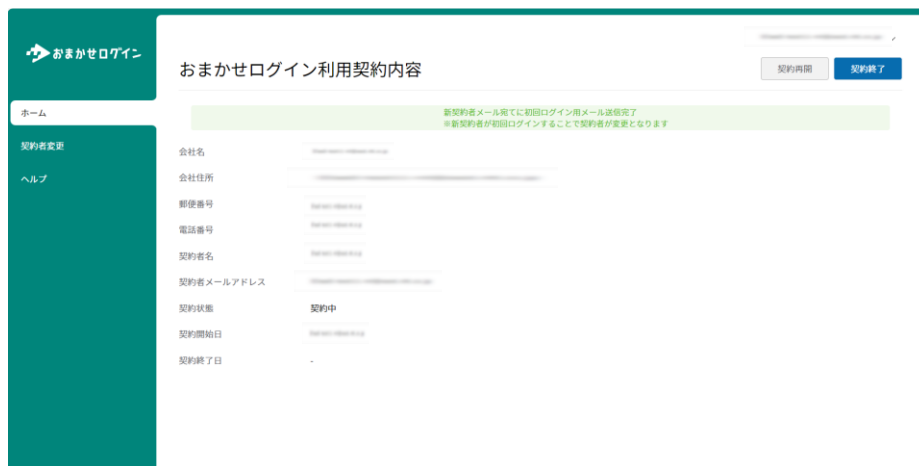 おまかせログイン
おまかせログイン利用契約内容
契約再開
契約終了
ホーム
契約者変更
ヘルプ
新契約者メール宛てに初回ログイン用メール送信完了
※新契約者が初回ログインすることで契約者が変更となります
会社名
会社住所
郵便番号
電話番号
契約者名
契約者メールアドレス
契約状態 契約中
契約開始日
契約終了日 -